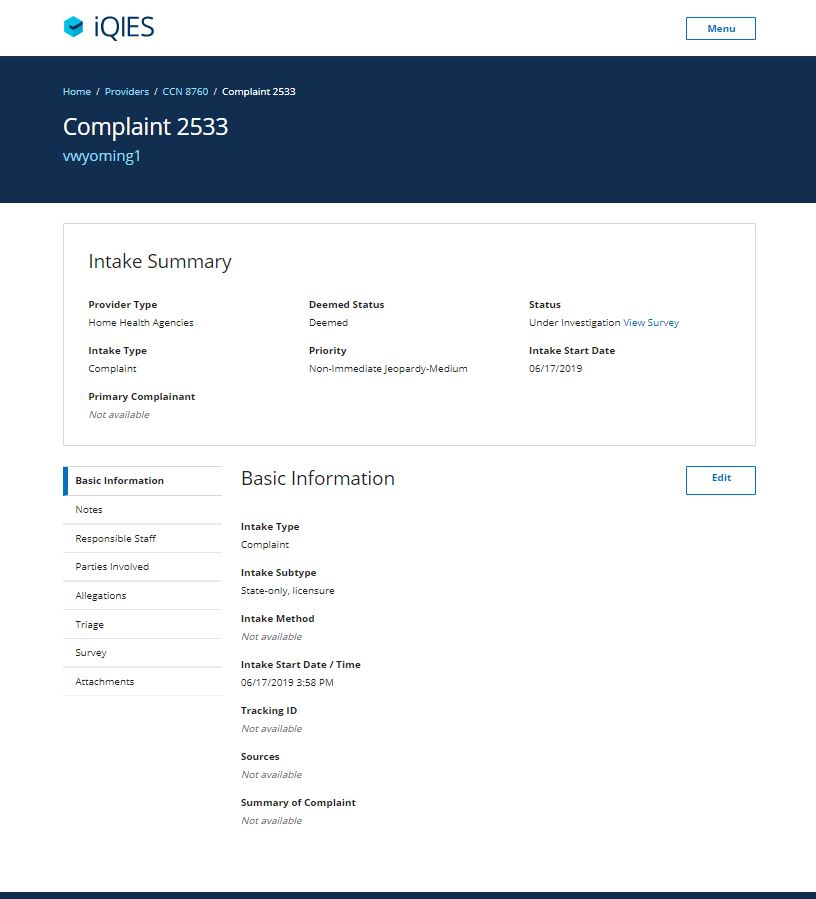 iQIES
Menu
Home / Providers / CCN 8760 / Complaint 2533
Complaint 2533
vwyoming1
Intake Summary
Provider Type
Home Health Agencies
Deemed Status
Deemed
Status
Under Investigation View Survey
Intake Type
Complaint
Priority
Non-Immediate Jeopardy-Medium
Intake Start Date
06/17/2019
Primary Complainant
Not available
Basic Information
Notes
Responsible Staff
Parties Involved
Allegations
Triage
Survey
Attachments
Basic Information
Edit
Intake Type
Complaint
Intake Subtype
State-only, licensure
Intake Method
Not available
Intake Start Date / Time
06/17/2019 3:58 PM
Tracking ID
Not available
Sources
Not available
Summary of Complaint
Not available